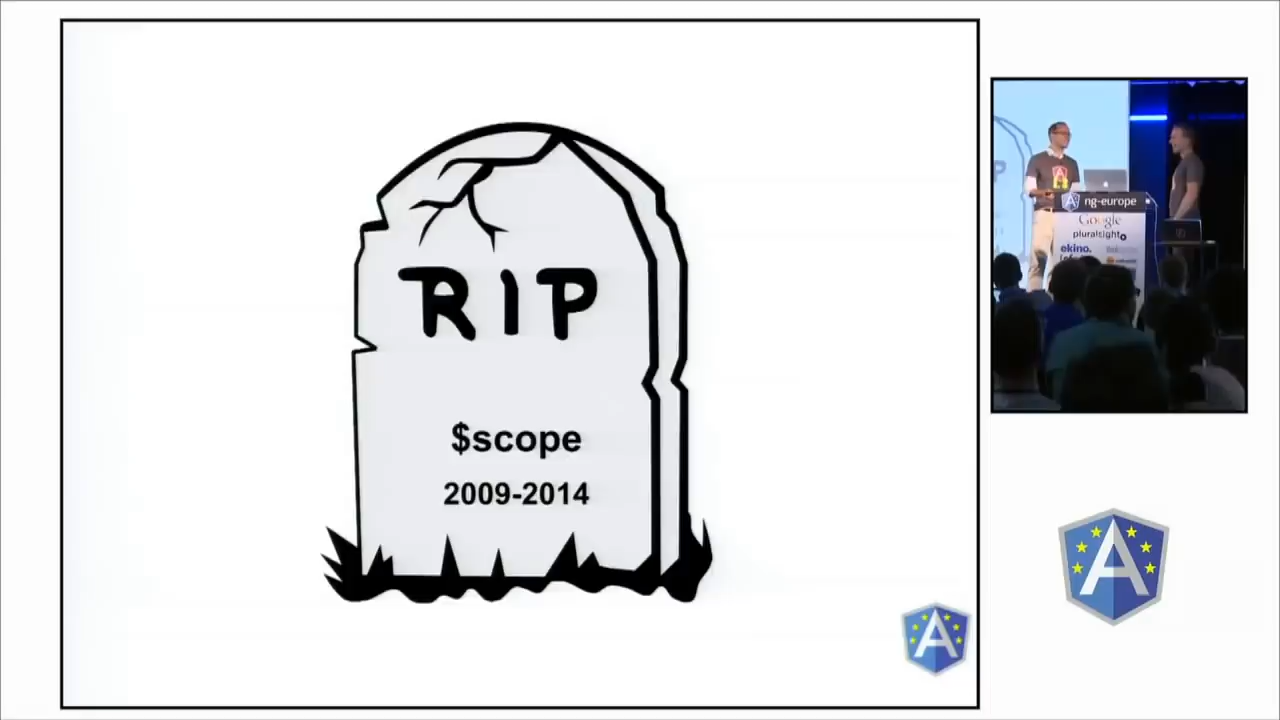 RIP
$scope
2009-2014
A
A
ng-europe
Google
pluralsight
ekino.